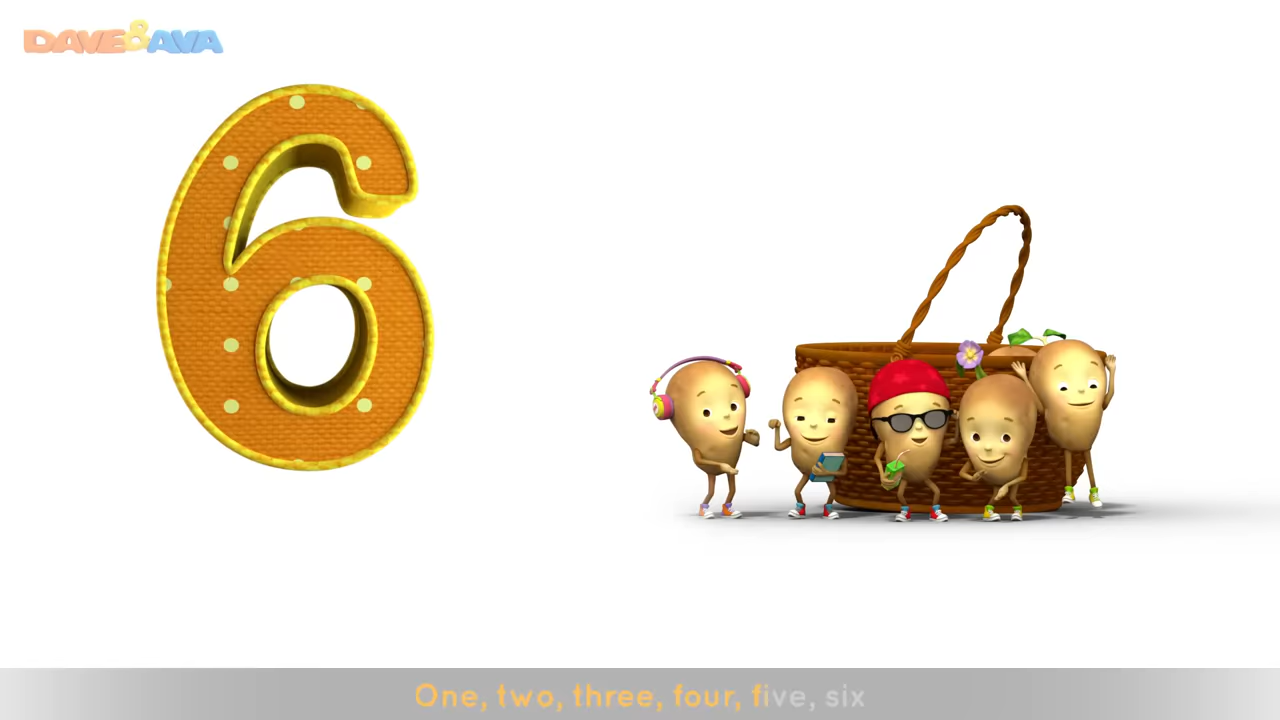 DAVE&AVA
6
One, two, three, four, five, six